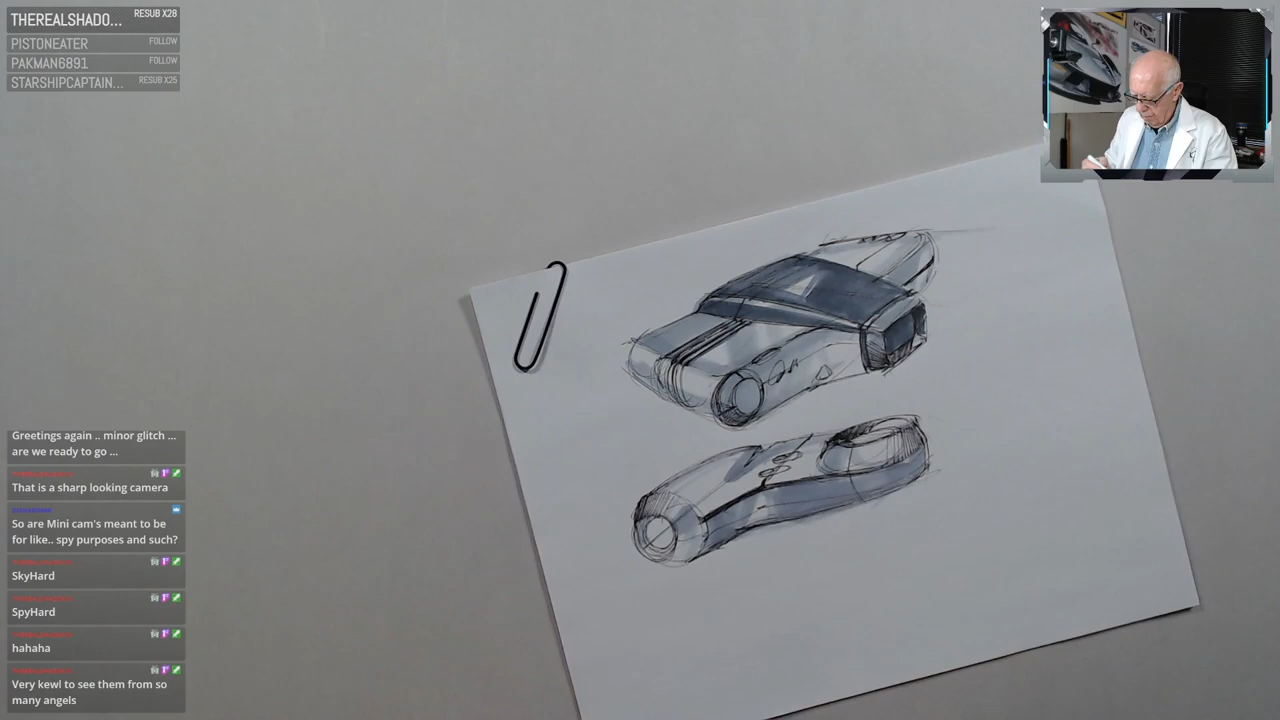 THEREALSHADO... RESUB X28
PISTONEATER FOLLOW
PAKMAN6891 FOLLOW
STARSHIPCAPTAIN... RESUB X25
Greetings again .. minor glitch ...
are we ready to go ...
That is a sharp looking camera
So are Mini cam's meant to be
for like.. spy purposes and such?
SkyHard
SpyHard
hahaha
Very kewl to see them from so
many angels